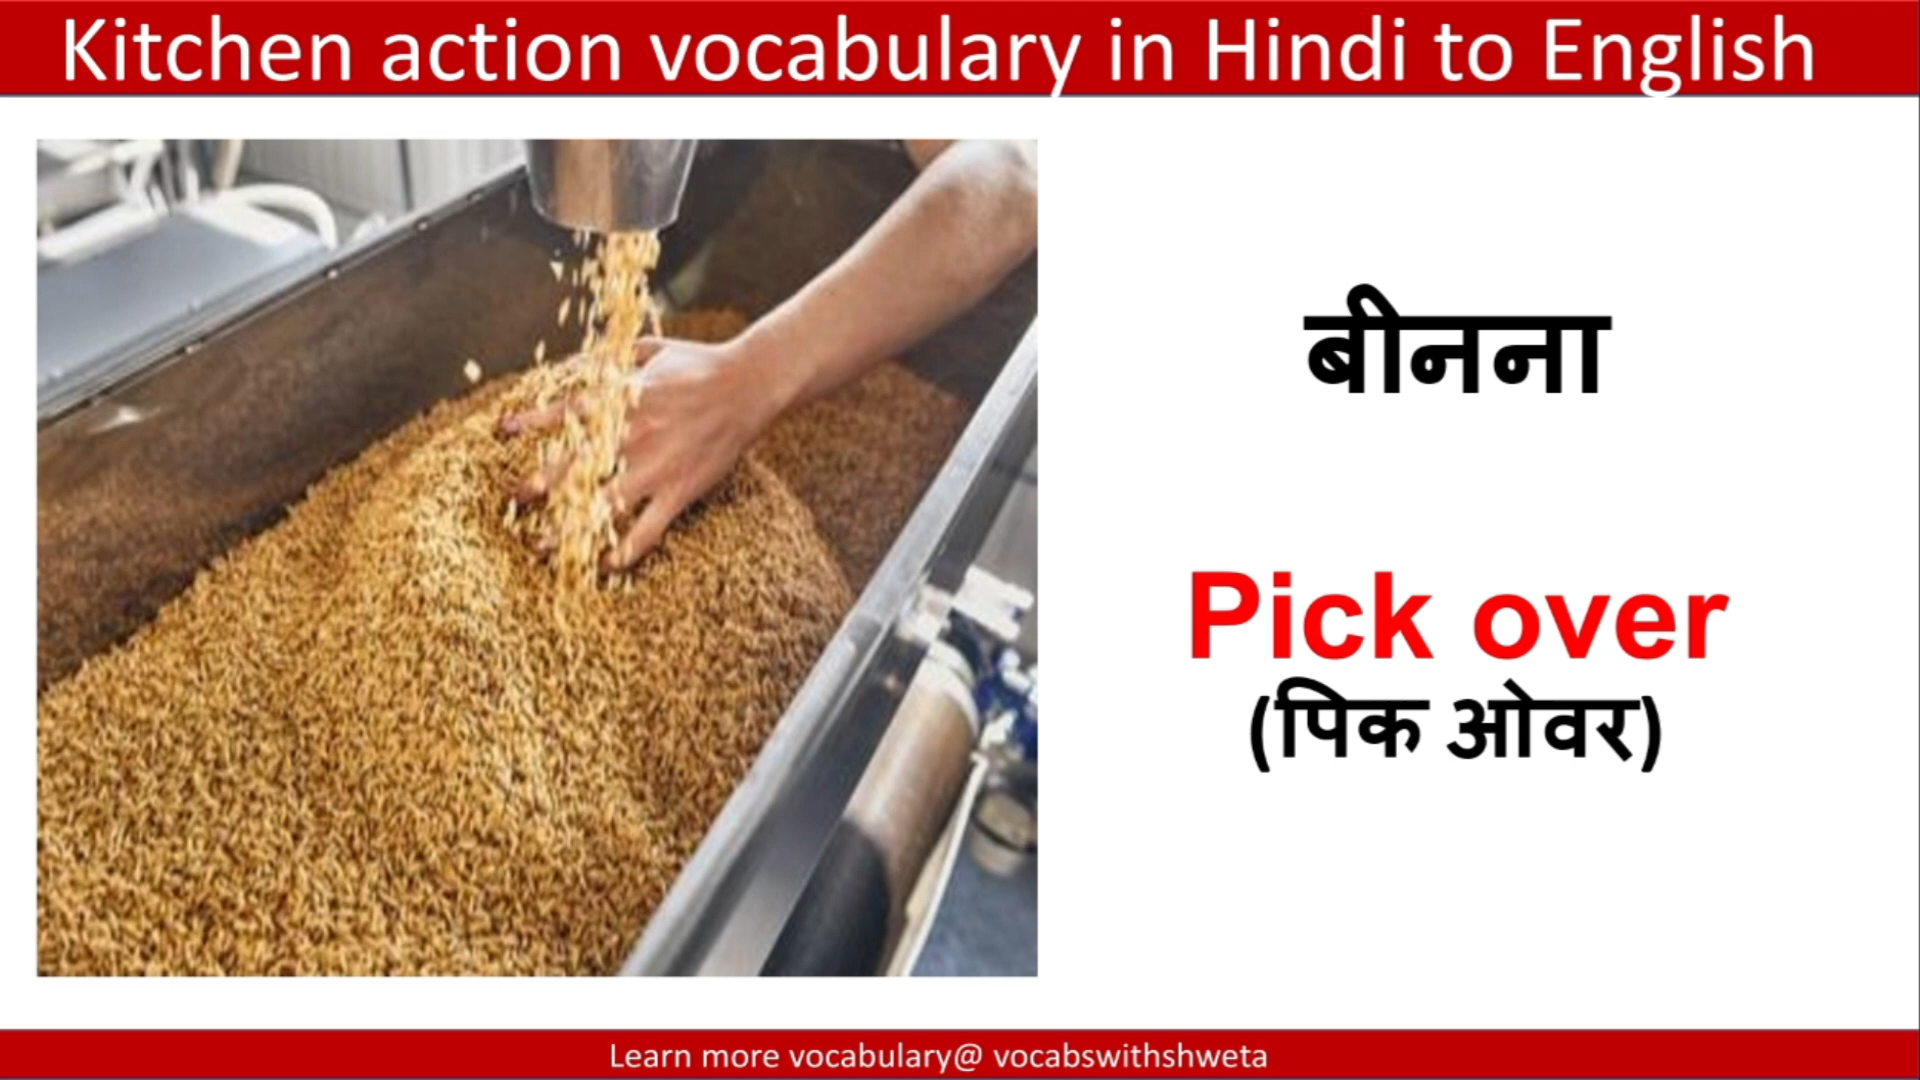 Kitchen action vocabulary in Hindi to English
बीनना
Pick over
(पिक ओवर)
Learn more vocabulary@ vocabswithshweta